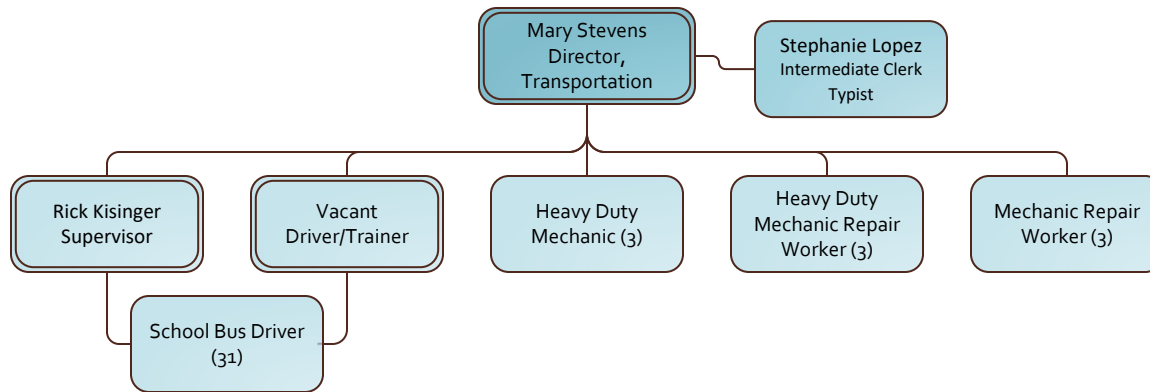 Mary Stevens
Director,
Transportation
Stephanie Lopez
Intermediate Clerk
Typist
Rick Kisinger
Supervisor
Vacant
Driver/Trainer
Heavy Duty
Mechanic (3)
Heavy Duty
Mechanic Repair
Worker (3)
Mechanic Repair
Worker (3)
School Bus Driver
(31)